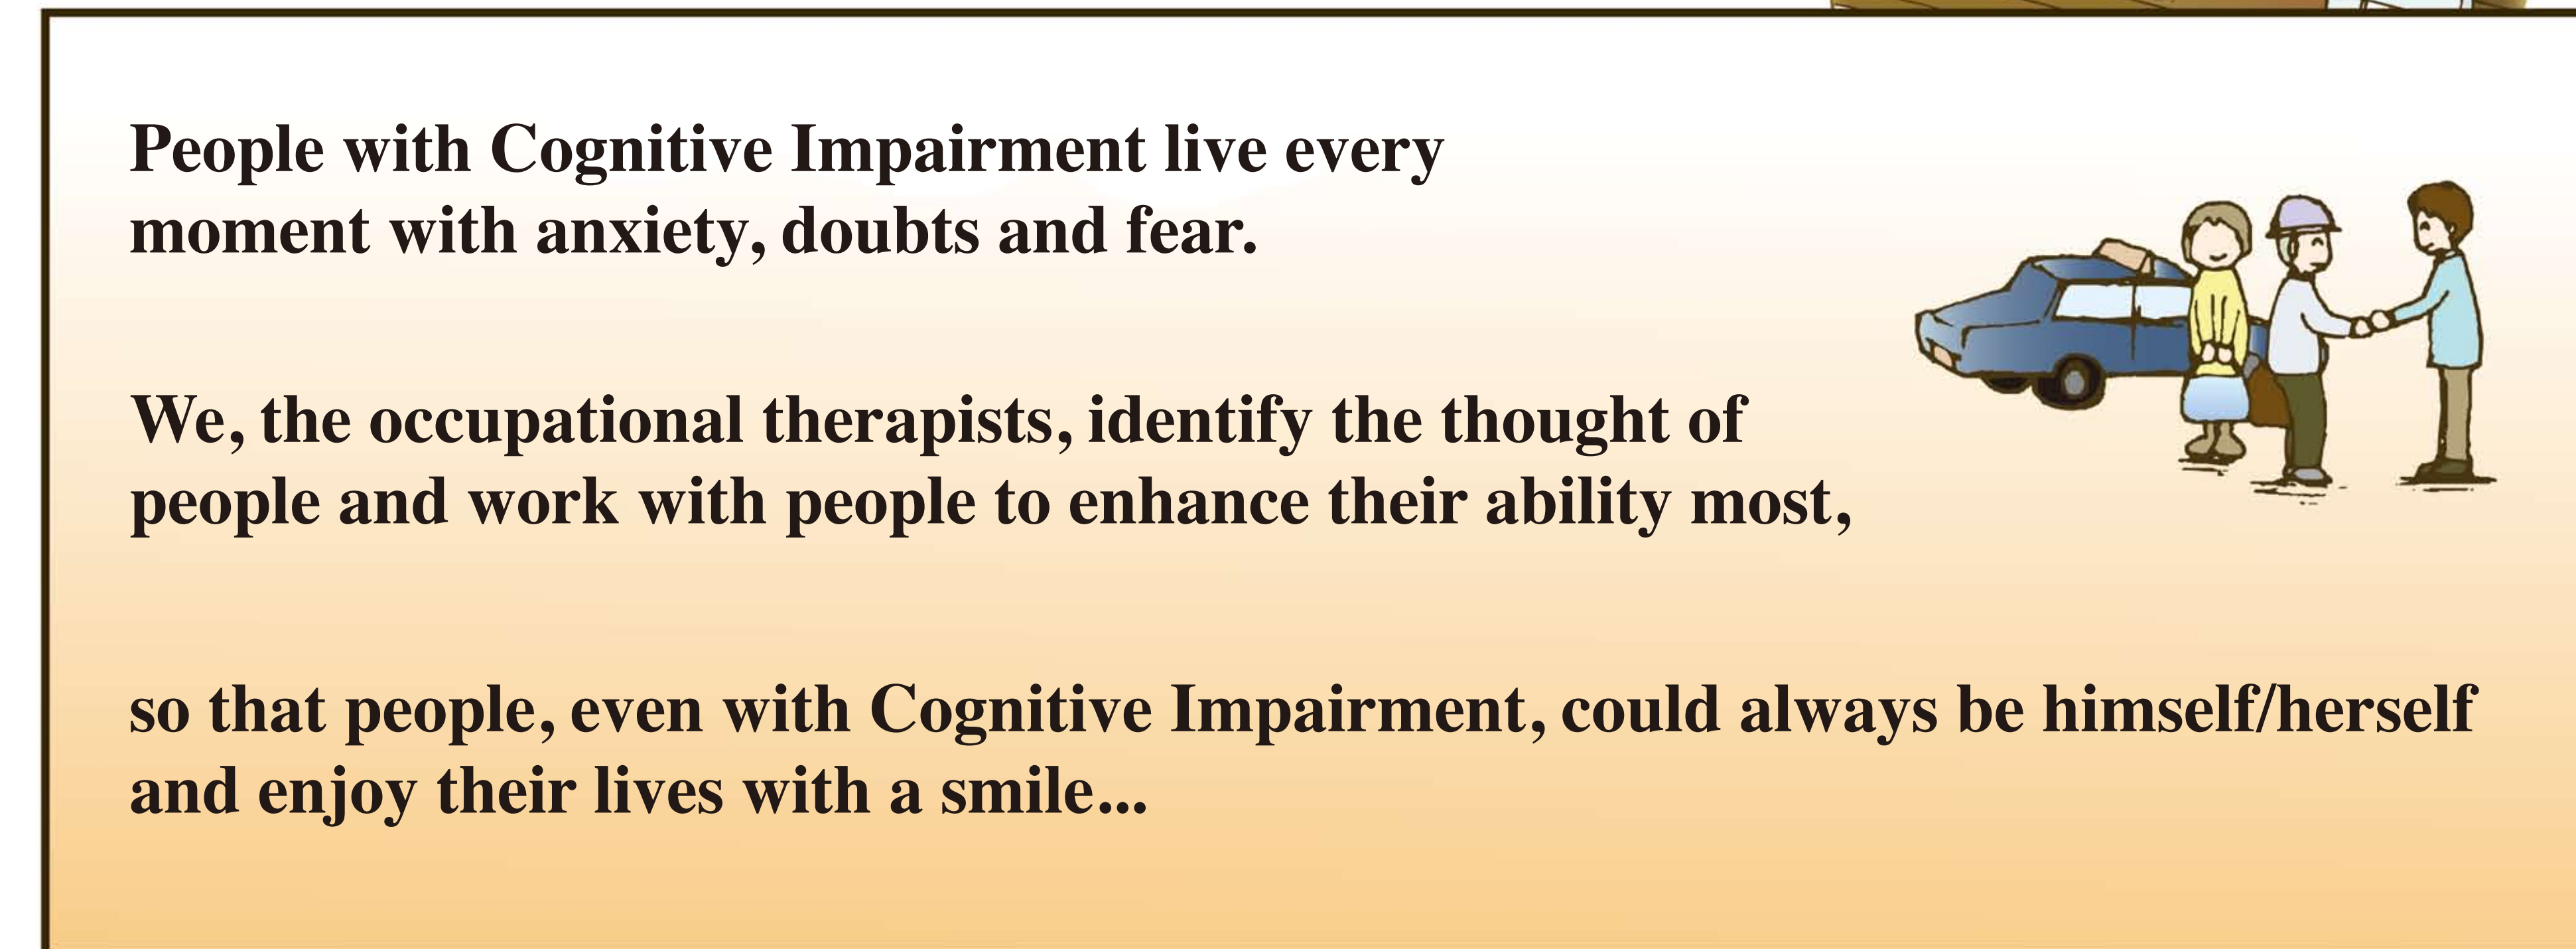 People with Cognitive Impairment live every
moment with anxiety, doubts and fear.
We, the occupational therapists, identify the thought of
people and work with people to enhance their ability most,
so that people, even with Cognitive Impairment, could always be himself/herself
and enjoy their lives with a smile...